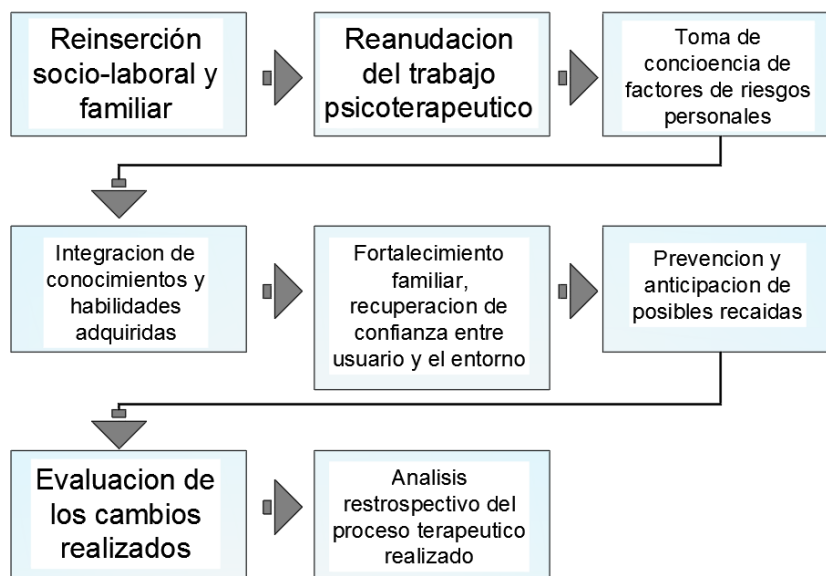 Reinserción
socio-laboral y
familiar
Reanudacion
del trabajo
psicoterapeutico
Toma de
concioencia de
factores de riesgos
personales
Integracion de
conocimientos y
habilidades
adquiridas
Fortalecimiento
familiar,
recuperacion de
confianza entre
usuario y el entorno
Prevencion y
anticipacion de
posibles recaidas
Evaluacion de
los cambios
realizados
Analisis
restrospectivo del
proceso terapeutico
realizado